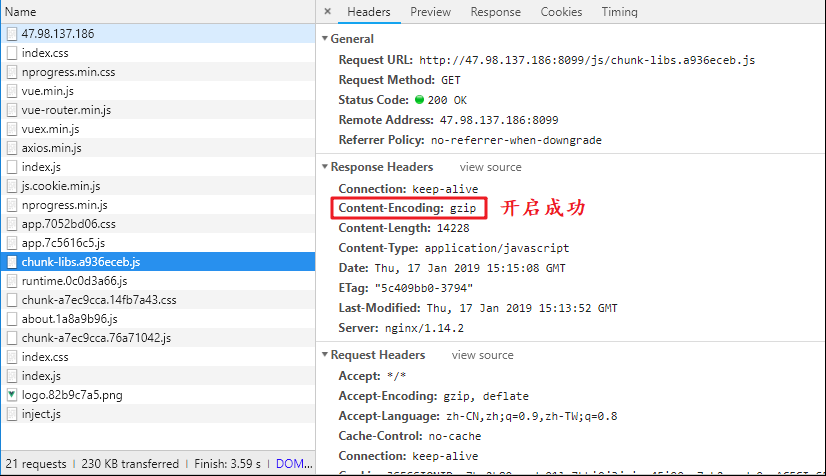 Name
47.98.137.186
index.css
nprogress.min.css
vue.min.js
vue-router.min.js
vuex.min.js
axios.min.js
index.js
js.cookie.min.js
nprogress.min.js
app.7052bd06.css
app.7c5616c5.js
chunk-libs.a936eceb.js
runtime.0c0d3a66.js
chunk-a7ec9cca.14fb7a43.css
about.1a8a9b96.js
chunk-a7ec9cca.76a71042.js
index.css
index.js
logo.82b9c7a5.png
inject.js
21 requests | 230 KB transferred | Finish: 3.59 s | DOM...
× Headers Preview Response Cookies Timing
General
Request URL: http://47.98.137.186:8099/js/chunk-libs.a936eceb.js
Request Method: GET
Status Code: 200 OK
Remote Address: 47.98.137.186:8099
Referrer Policy: no-referrer-when-downgrade
Response Headers view source
Connection: keep-alive
Content-Encoding: gzip 开启成功
Content-Length: 14228
Content-Type: application/javascript
Date: Thu, 17 Jan 2019 15:15:08 GMT
ETag: "5c409bb0-3794"
Last-Modified: Thu, 17 Jan 2019 15:13:52 GMT
Server: nginx/1.14.2
Request Headers view source
Accept: */*
Accept-Encoding: gzip, deflate
Accept-Language: zh-CN,zh;q=0.9,zh-TW;q=0.8
Cache-Control: no-cache
Connection: keep-alive